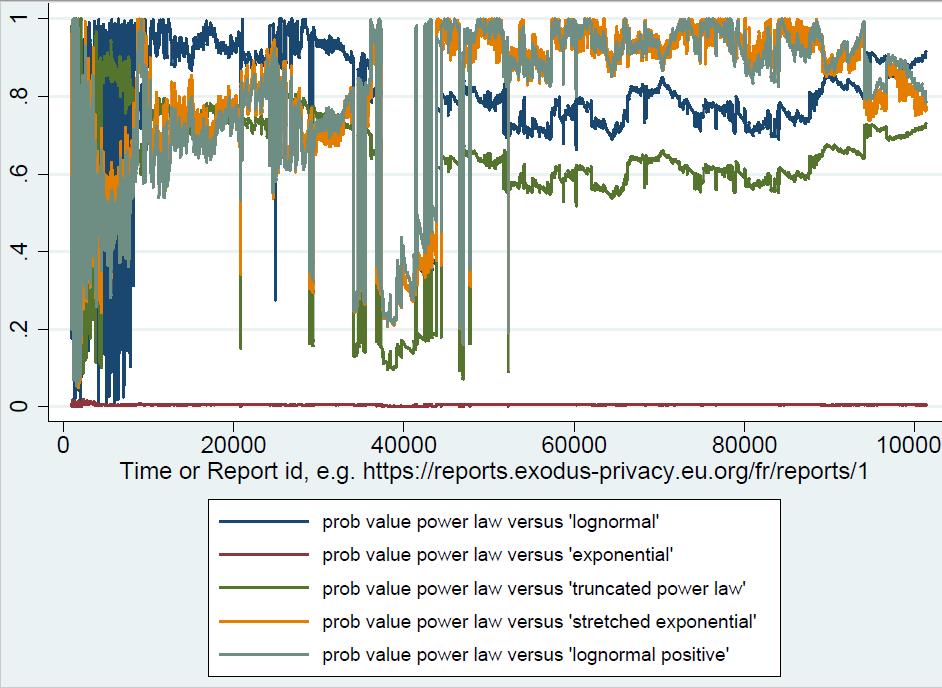 1
.8
.6
.4
.2
0
0 20000 40000 60000 80000 10000
Time or Report id, e.g. https://reports.exodus-privacy.eu.org/fr/reports/1
prob value power law versus 'lognormal'
prob value power law versus 'exponential'
prob value power law versus 'truncated power law'
prob value power law versus 'stretched exponential'
prob value power law versus 'lognormal positive'